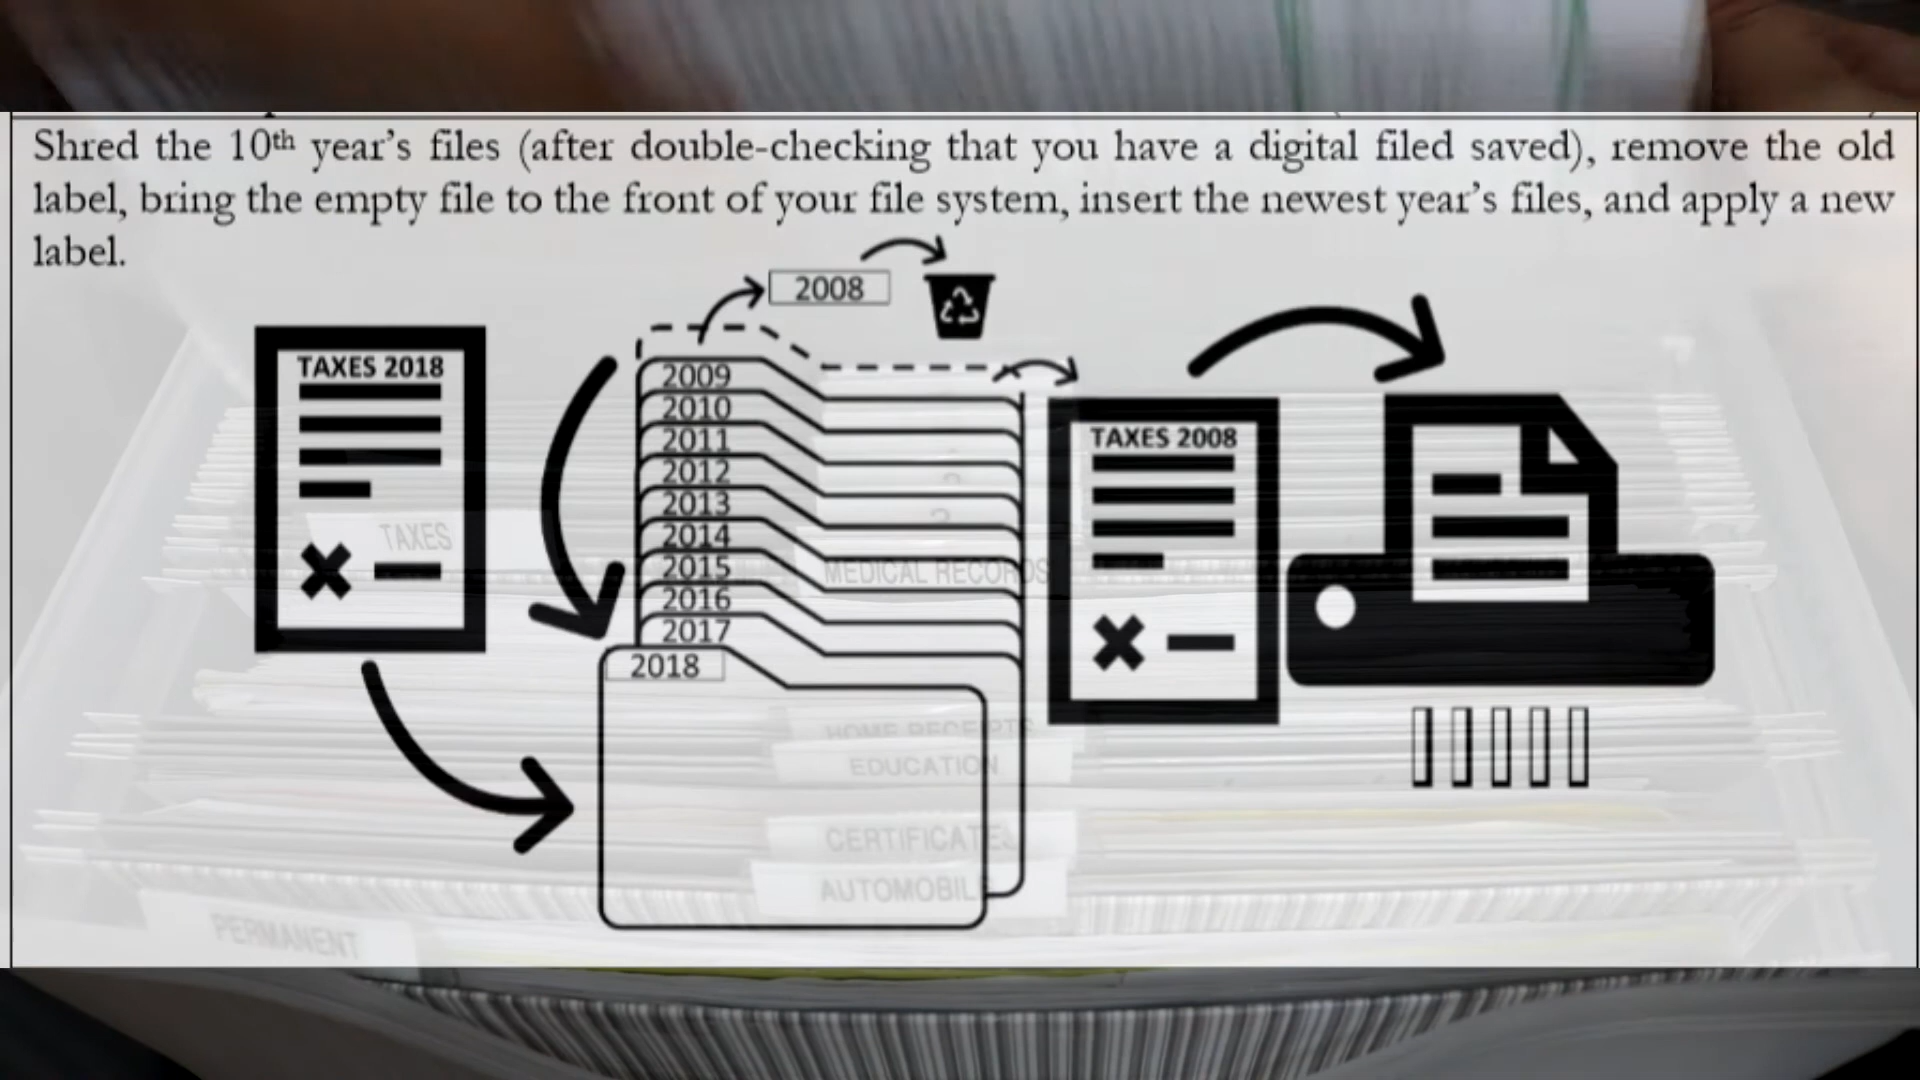 Shred the 10th year's files (after double-checking that you have a digital filed saved), remove the old
label, bring the empty file to the front of your file system, insert the newest year's files, and apply a new
label.
2008
TAXES 2018
2009
2010
2011
2012
2013
2014
2015
2016
2017
2018
TAXES 2008
TAXES
MEDICAL RECORDS
HOME RECEIPTS
EDUCATION
CERTIFICATES
AUTOMOBILE
PERMANENT